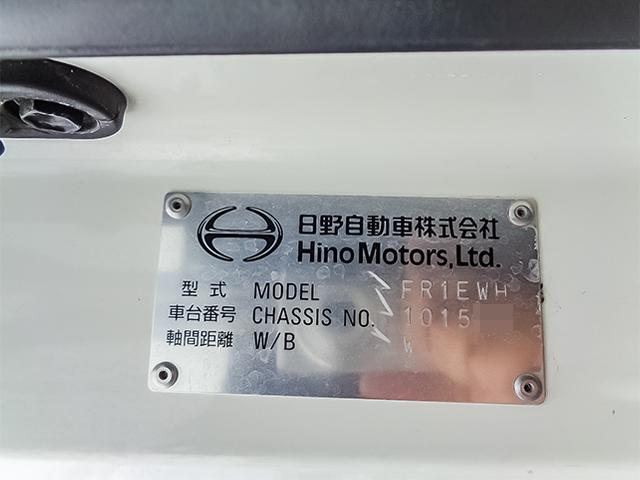 日野自動車株式会社
Hino Motors, Ltd.
型式 MODEL FR1EWH
車台番号 CHASSIS NO. 1015
軸間距離 W/B W